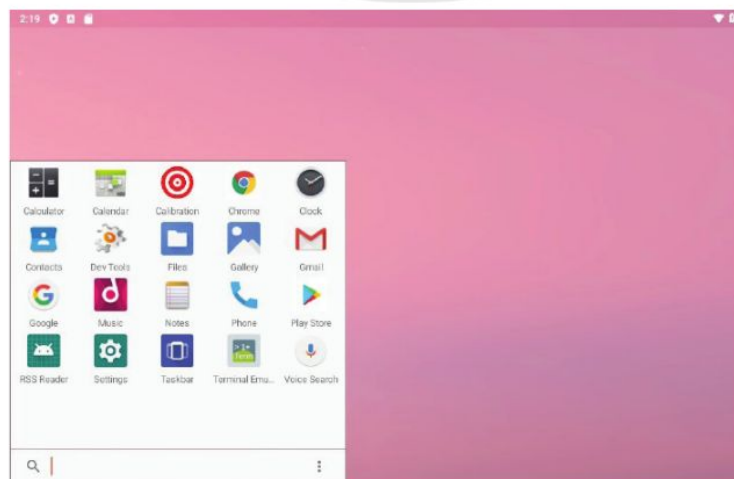 2:19
Calculator Calendar Calibration Chrome Clock
Contacts Dev Tools Files Gallery Gmail
Google Music Notes Phone Play Store
RSS Reader Settings Taskbar Terminal Emu... Voice Search